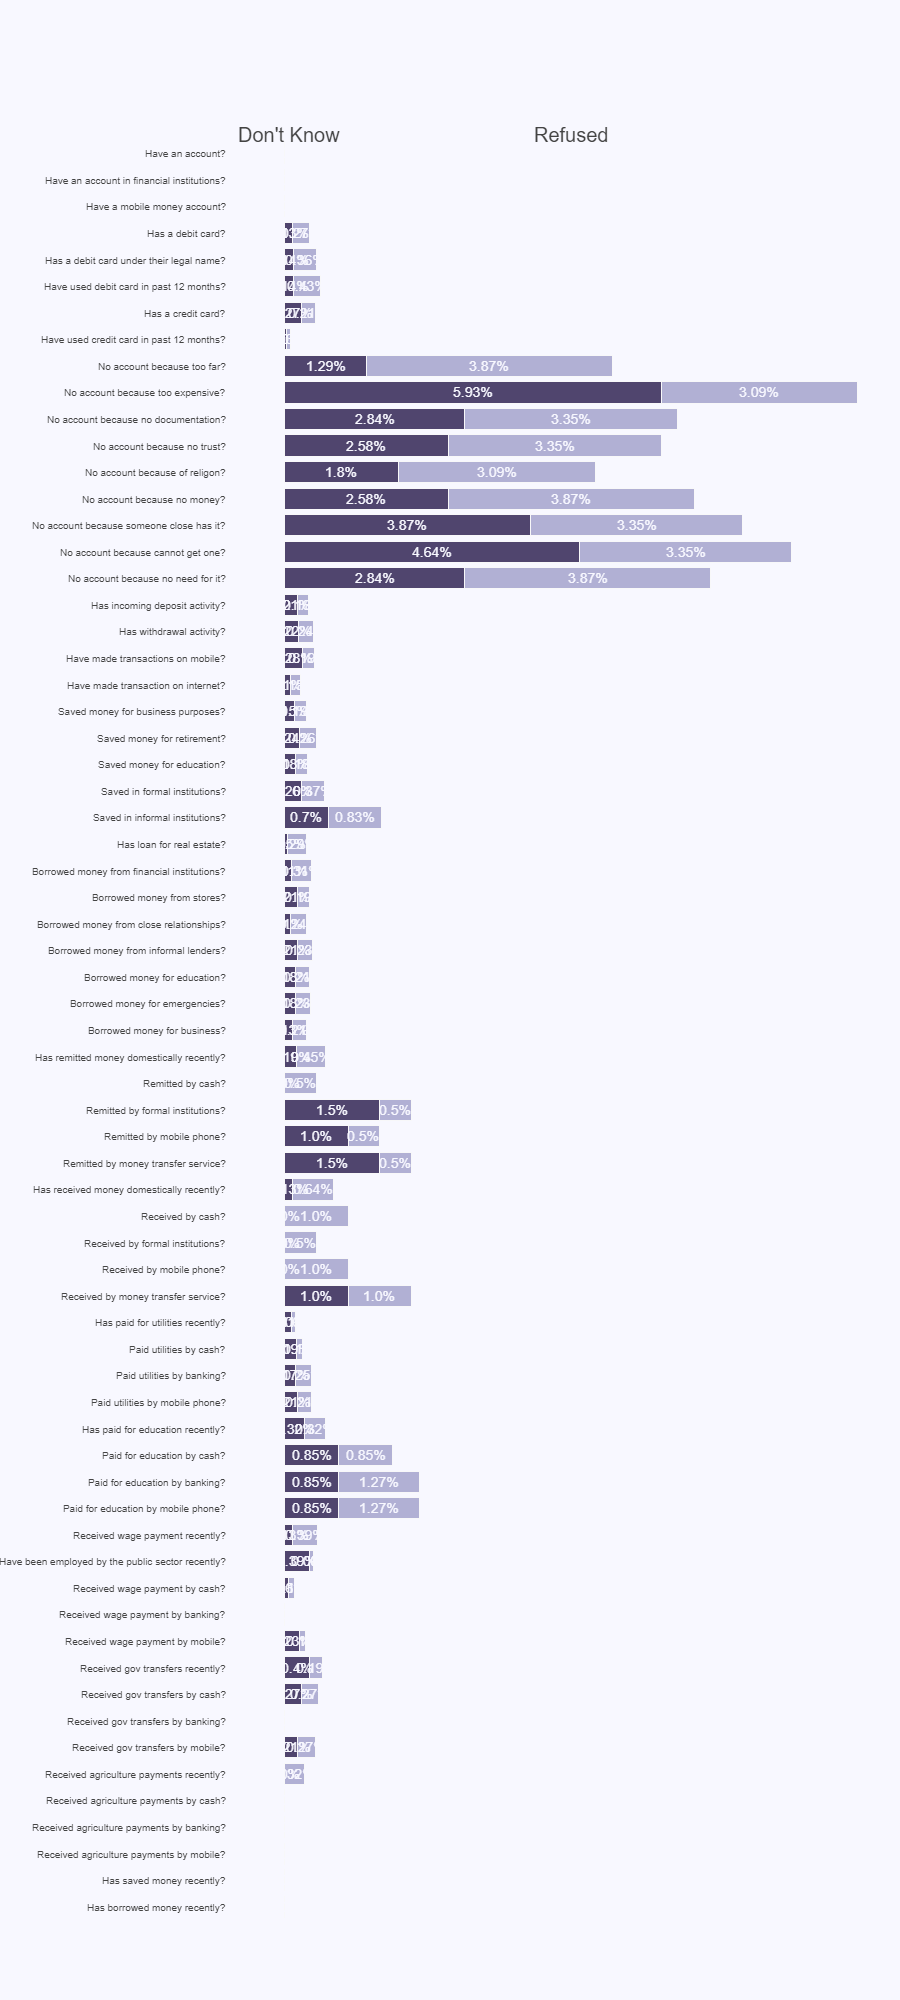 Don't Know Refused
Have an account?
Have an account in financial institutions?
Have a mobile money account?
Has a debit card?
Has a debit card under their legal name?
Have used debit card in past 12 months?
Has a credit card?
Have used credit card in past 12 months?
No account because too far? 1.29% 3.87%
No account because too expensive? 5.93% 3.09%
No account because no documentation? 2.84% 3.35%
No account because no trust? 2.58% 3.35%
No account because of religon? 1.8% 3.09%
No account because no money? 2.58% 3.87%
No account because someone close has it? 3.87% 3.35%
No account because cannot get one? 4.64% 3.35%
No account because no need for it? 2.84% 3.87%
Has incoming deposit activity?
Has withdrawal activity?
Have made transactions on mobile?
Have made transaction on internet?
Saved money for business purposes?
Saved money for retirement?
Saved money for education?
Saved in formal institutions?
Saved in informal institutions? 0.7% 0.83%
Has loan for real estate?
Borrowed money from financial institutions?
Borrowed money from stores?
Borrowed money from close relationships?
Borrowed money from informal lenders?
Borrowed money for education?
Borrowed money for emergencies?
Borrowed money for business?
Has remitted money domestically recently?
Remitted by cash?
Remitted by formal institutions? 1.5% 0.5%
Remitted by mobile phone? 1.0% 0.5%
Remitted by money transfer service? 1.5% 0.5%
Has received money domestically recently?
Received by cash? 1.0%
Received by formal institutions?
Received by mobile phone? 1.0%
Received by money transfer service? 1.0% 1.0%
Has paid for utilities recently?
Paid utilities by cash?
Paid utilities by banking?
Paid utilities by mobile phone?
Has paid for education recently?
Paid for education by cash? 0.85% 0.85%
Paid for education by banking? 0.85% 1.27%
Paid for education by mobile phone? 0.85% 1.27%
Received wage payment recently?
Have been employed by the public sector recently?
Received wage payment by cash?
Received wage payment by banking?
Received wage payment by mobile?
Received gov transfers recently?
Received gov transfers by cash?
Received gov transfers by banking?
Received gov transfers by mobile?
Received agriculture payments recently?
Received agriculture payments by cash?
Received agriculture payments by banking?
Received agriculture payments by mobile?
Has saved money recently?
Has borrowed money recently?